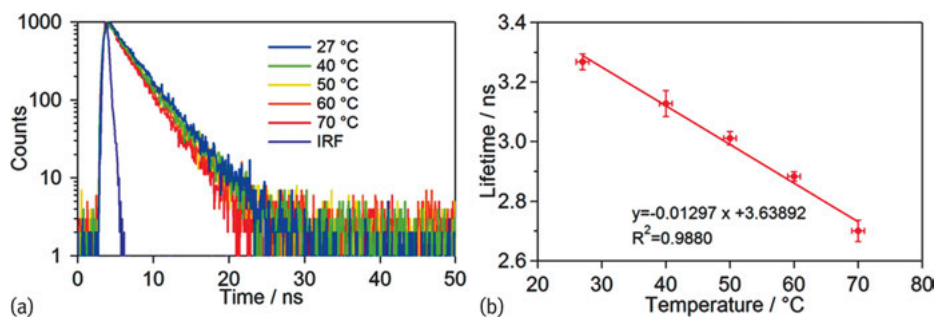 (a)
1000
100
10
1
Counts
0 10 20 30 40 50
Time / ns
27 °C
40 °C
50 °C
60 °C
70 °C
IRF
(b)
3.4
3.2
3.0
2.8
2.6
Lifetime / ns
20 30 40 50 60 70 80
Temperature / °C
y=-0.01297 x +3.63892
R²=0.9880